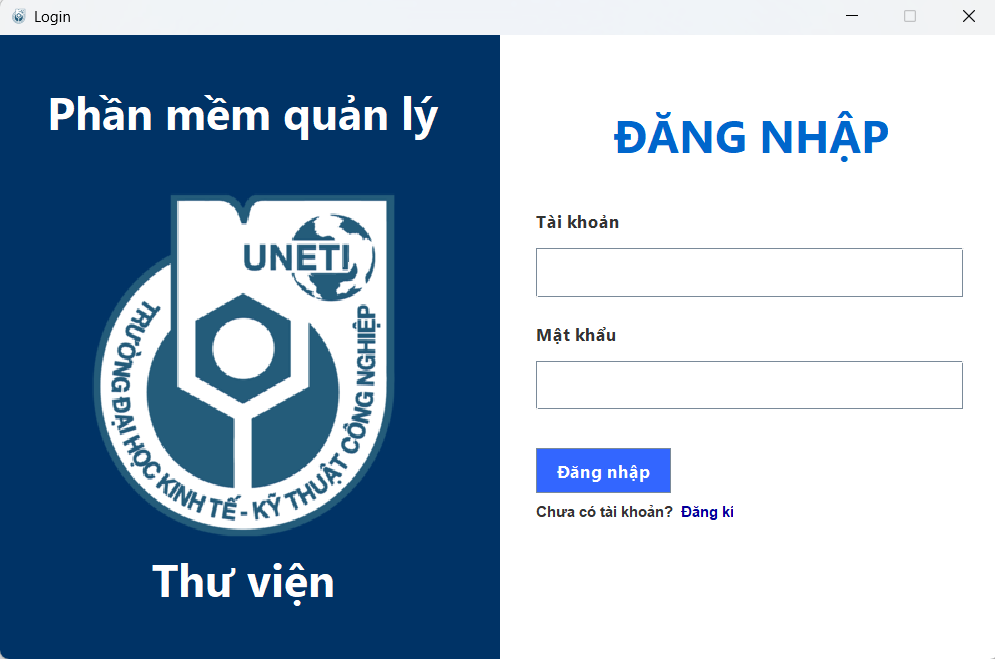 Login
Phần mềm quản lý
UNETI
TRƯỜNG ĐẠI HỌC KINH TẾ - KỸ THUẬT CÔNG NGHIỆP
Thư viện
ĐĂNG NHẬP
Tài khoản
Mật khẩu
Đăng nhập
Chưa có tài khoản? Đăng kí